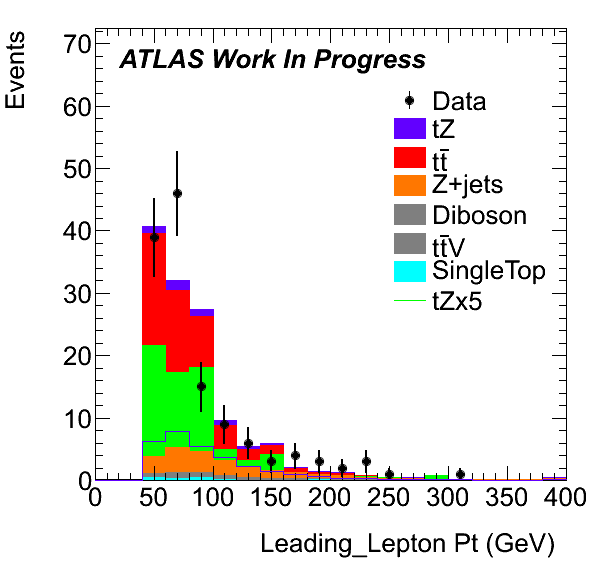 Events
70
60
50
40
30
20
10
0
ATLAS Work In Progress
Data
tZ
tt̄
Z+jets
Diboson
tt̄V
SingleTop
tZx5
0 50 100 150 200 250 300 350 400
Leading_Lepton Pt (GeV)